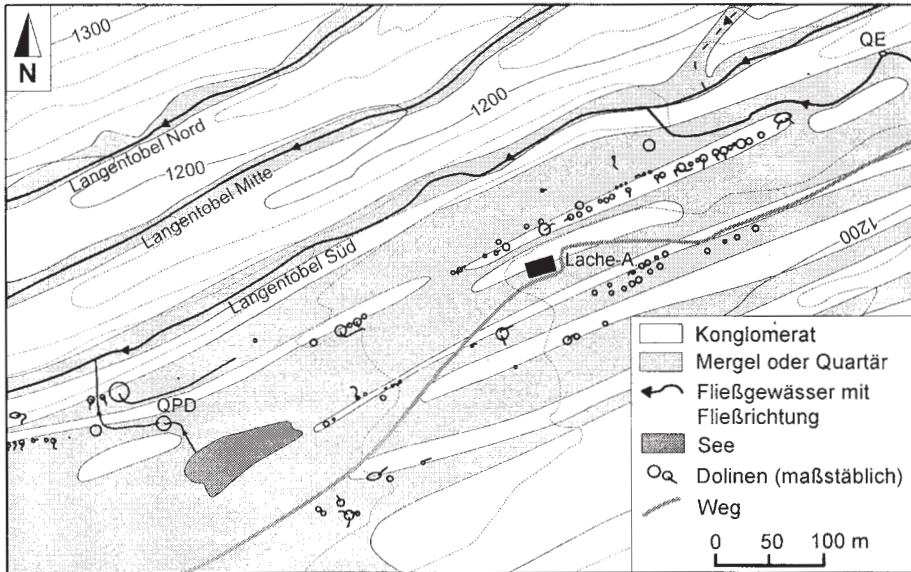 1300
N
QE
1200
Langentobel Nord
1200
Langentobel Mitte
Langentobel Süd
Lache-A.
1200
QPD
Konglomerat
Mergel oder Quartär
Fließgewässer mit
Fließrichtung
See
Dolinen (maßstäblich)
Weg
0 50 100 m